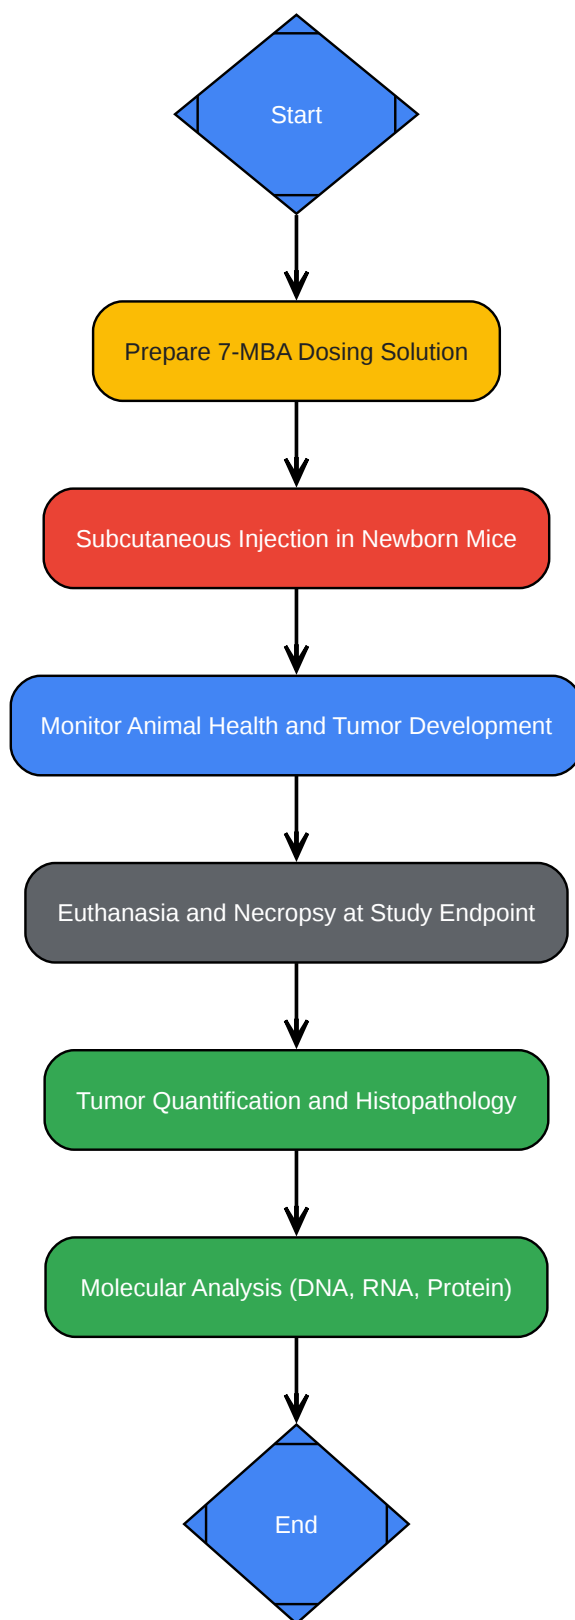 Start
Prepare 7-MBA Dosing Solution
Subcutaneous Injection in Newborn Mice
Monitor Animal Health and Tumor Development
Euthanasia and Necropsy at Study Endpoint
Tumor Quantification and Histopathology
Molecular Analysis (DNA, RNA, Protein)
End